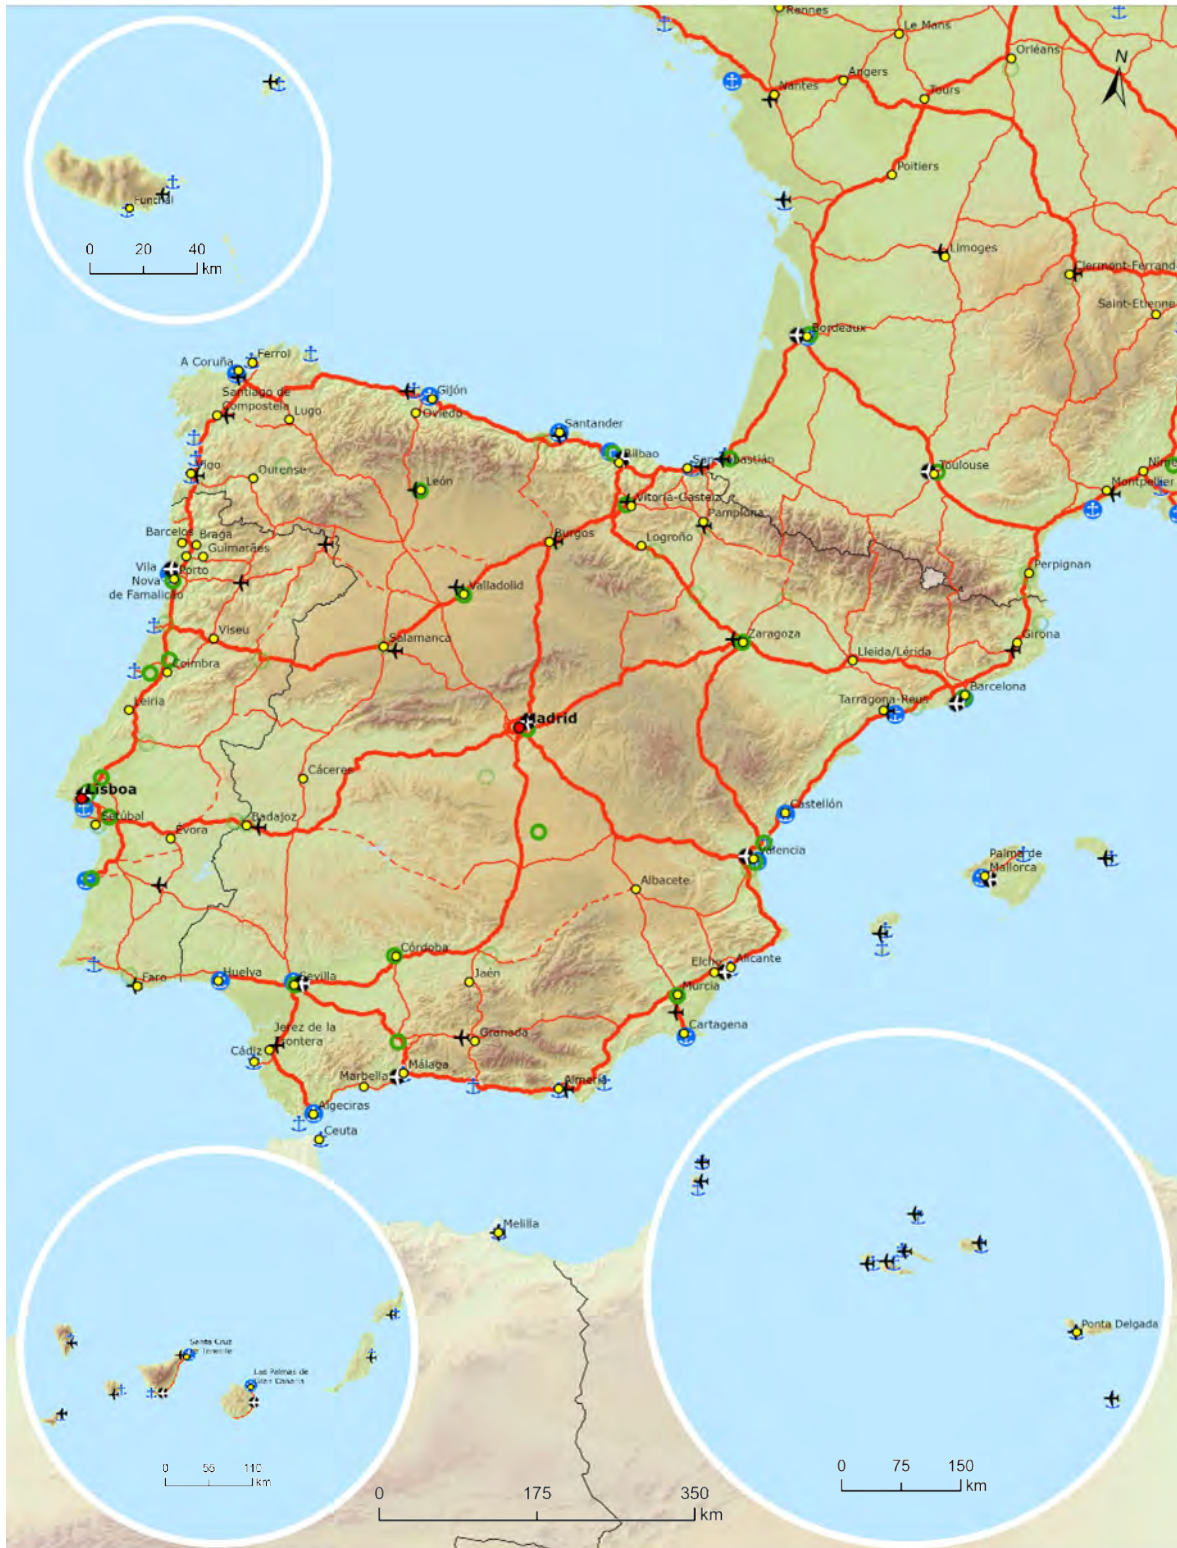 Rennes
Le Mans
Orléans
N
Angers
Nantes
Tours
Poitiers
Funchal
0 20 40
km
Limoges
Clermont-Ferrand
Saint-Etienne
Bordeaux
Ferrol
A Coruña
Santiago de
Compostela
Lugo
Gijón
Oviedo
Santander
Bilbao
San Sebastián
Toulouse
Montpellier
Vigo
Ourense
León
Vitoria-Gasteiz
Pamplona
Barcelos
Braga
Guimarães
Burgos
Logroño
Vila
Nova
de Famalicão
Porto
Perpignan
Valladolid
Viseu
Salamanca
Zaragoza
Girona
Coimbra
Lleida/Lérida
Leiria
Tarragona-Reus
Barcelona
Madrid
Cáceres
Lisboa
Setúbal
Évora
Badajoz
Castellón
Valencia
Palma de
Mallorca
Albacete
Córdoba
Elche
Alicante
Faro
Huelva
Sevilla
Jaén
Murcia
Jerez de la
Frontera
Granada
Cartagena
Cádiz
Marbella
Málaga
Almería
Algeciras
Ceuta
Melilla
Santa Cruz
de Tenerife
Las Palmas de
Gran Canaria
Ponta Delgada
0 55 110
km
0 75 150
km
0 175 350
km